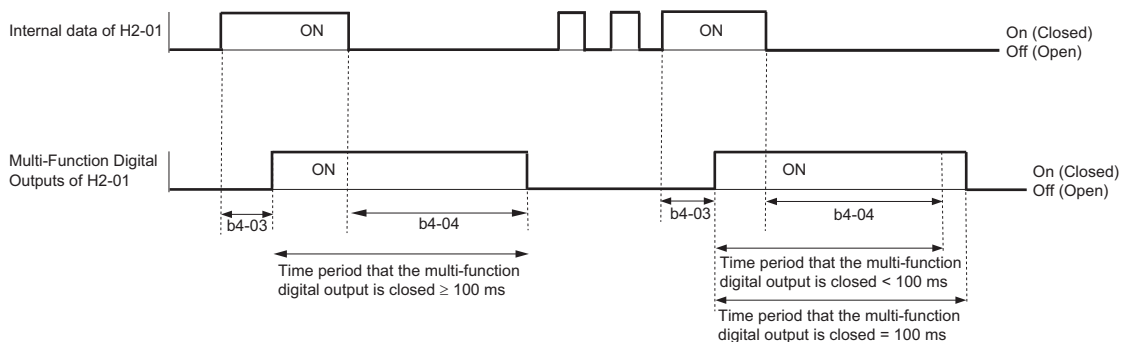 Internal data of H2-01
ON
ON
On (Closed)
Off (Open)
Multi-Function Digital
Outputs of H2-01
ON
ON
On (Closed)
Off (Open)
b4-03
b4-04
b4-03
b4-04
Time period that the multi-function
digital output is closed ≥ 100 ms
Time period that the multi-function
digital output is closed < 100 ms
Time period that the multi-function
digital output is closed = 100 ms